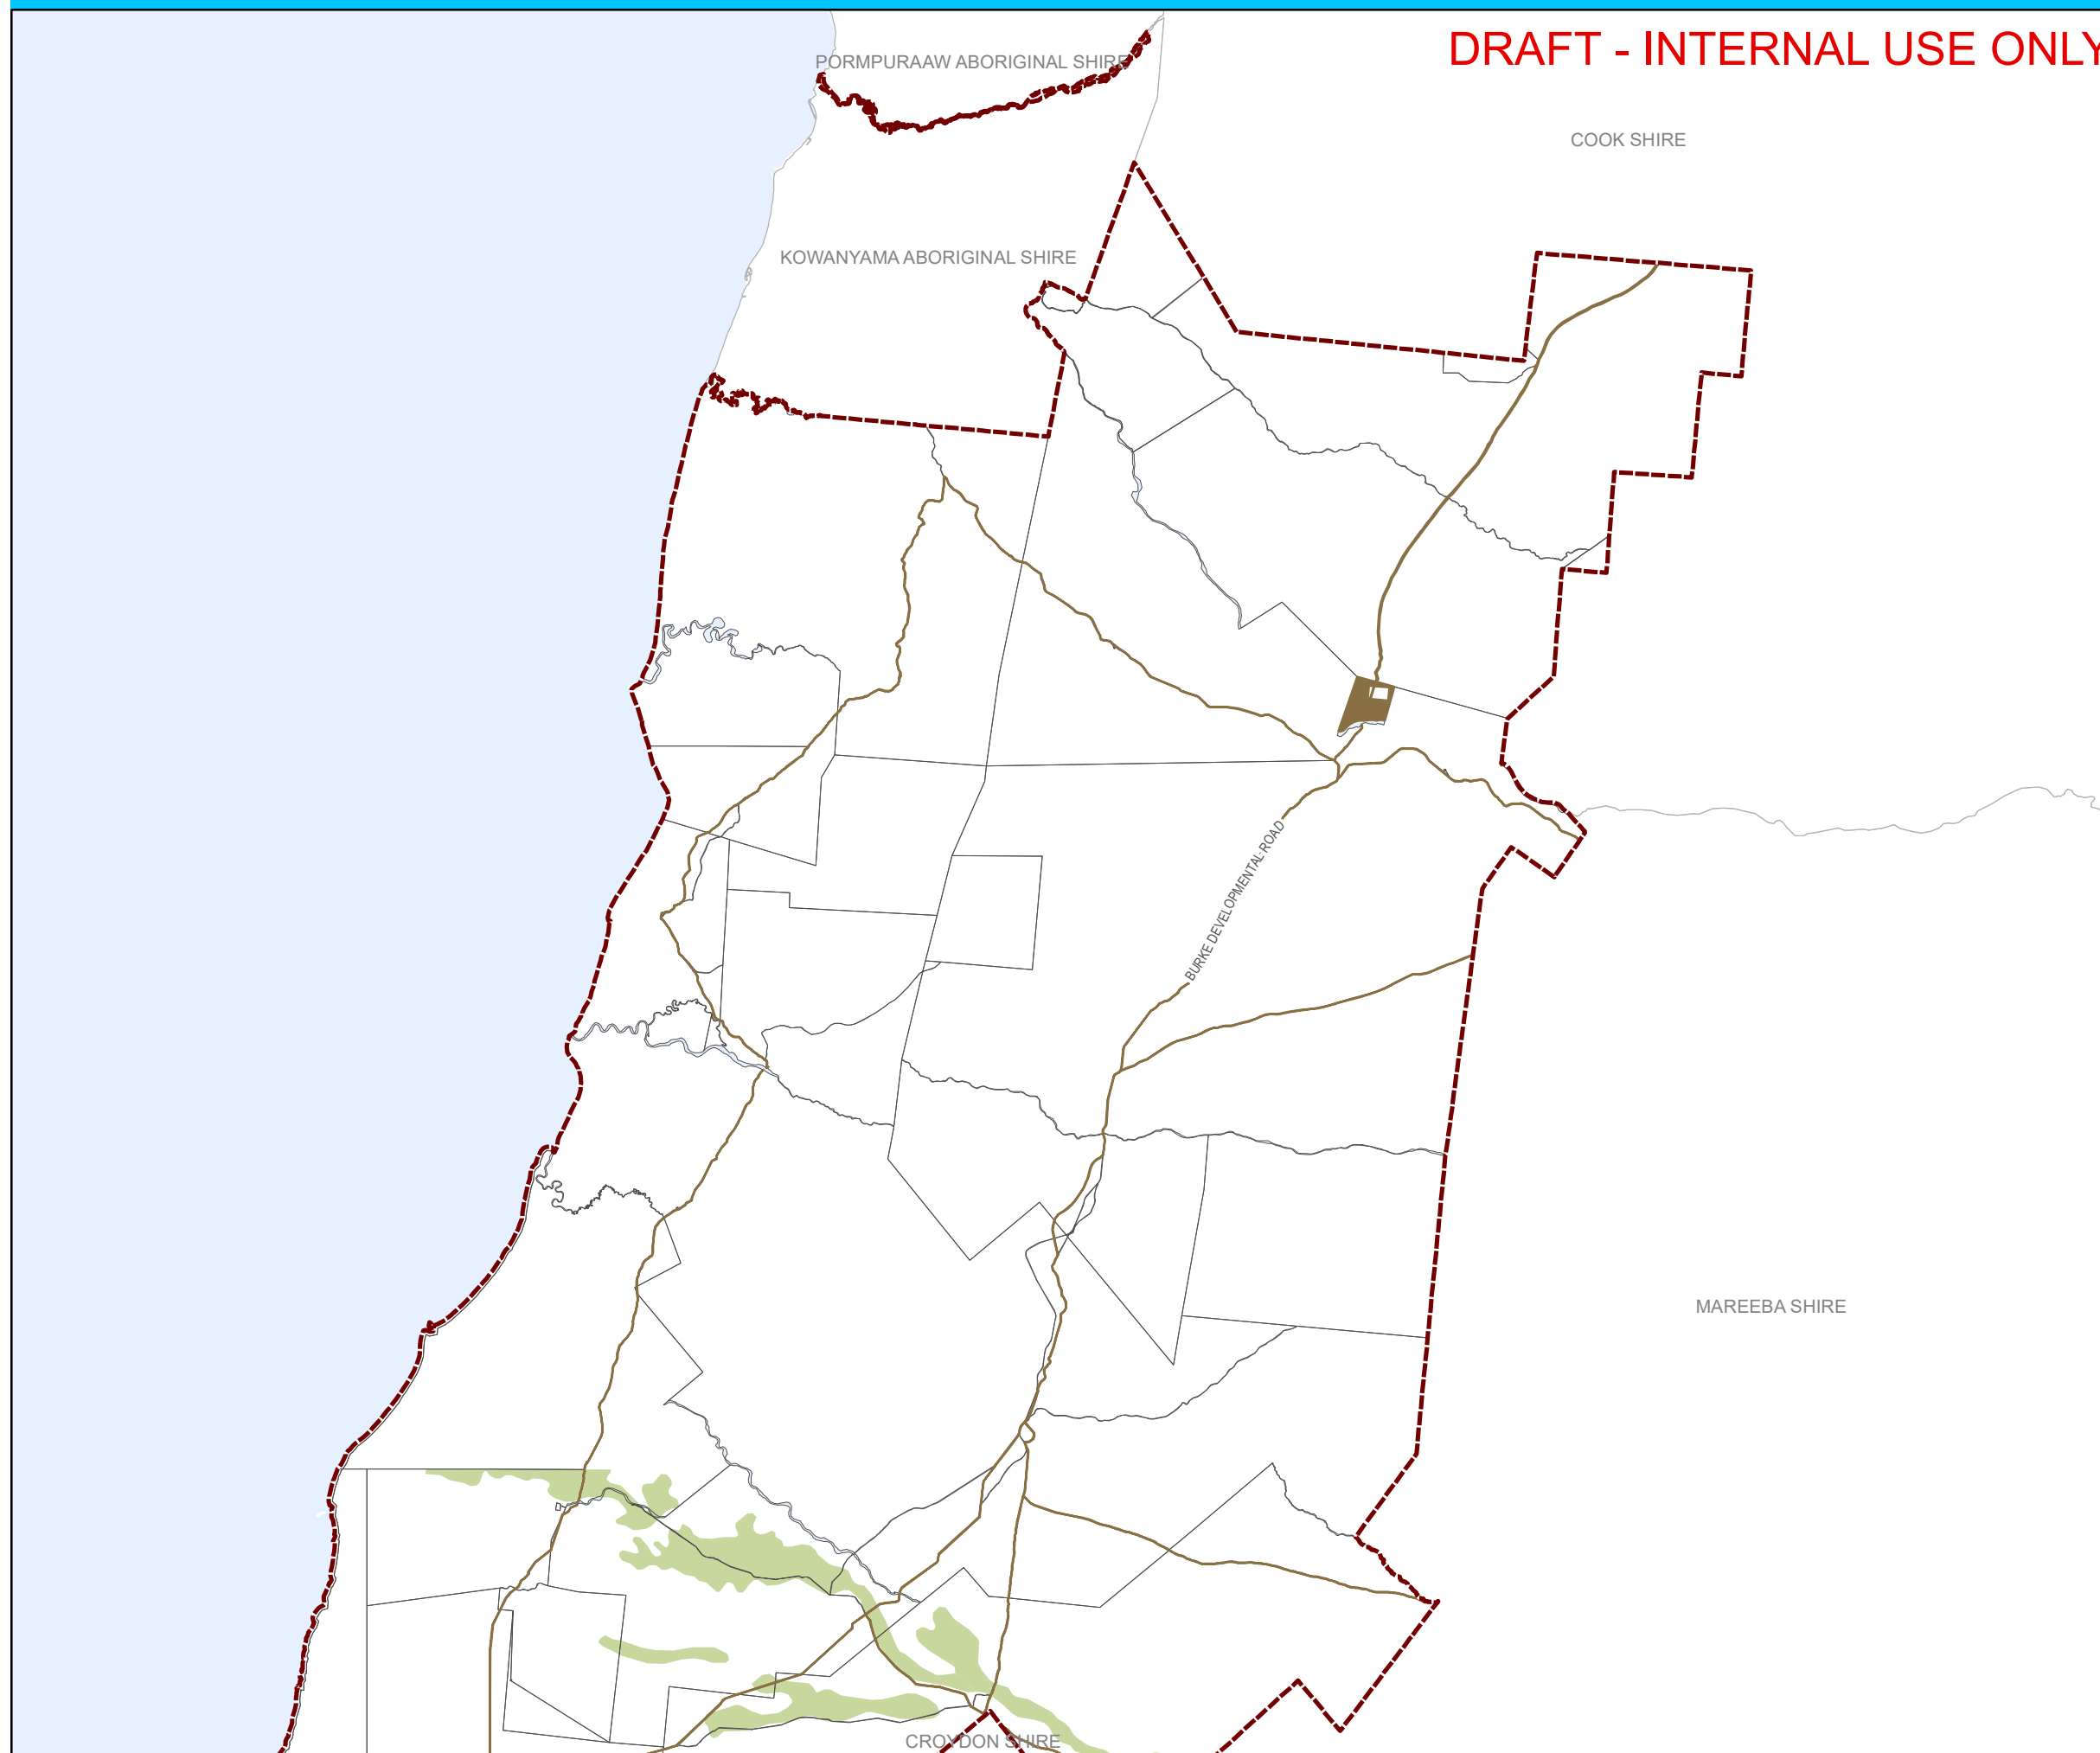 DRAFT - INTERNAL USE ONLY
PORMPURAAW ABORIGINAL SHIRE
COOK SHIRE
KOWANYAMA ABORIGINAL SHIRE
BURKE DEVELOPMENTAL ROAD
MAREEBA SHIRE
CROYDON SHIRE